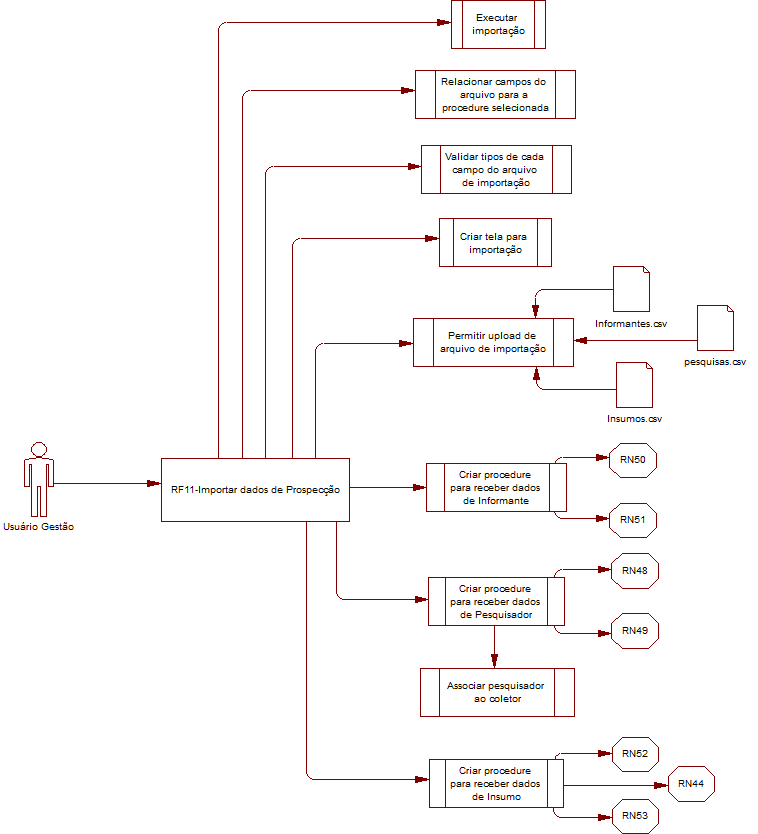 Executar
importação
Relacionar campos do
arquivo para a
procedure selecionada
Validar tipos de cada
campo do arquivo
de importação
Criar tela para
importação
Informantes.csv
Permitir upload de
arquivo de importação
pesquisas.csv
Insumos.csv
Usuário Gestão
RF11-Importar dados de Prospecção
Criar procedure
para receber dados
de Informante
RN50
RN51
Criar procedure
para receber dados
de Pesquisador
RN48
RN49
Associar pesquisador
ao coletor
Criar procedure
para receber dados
de Insumo
RN52
RN44
RN53